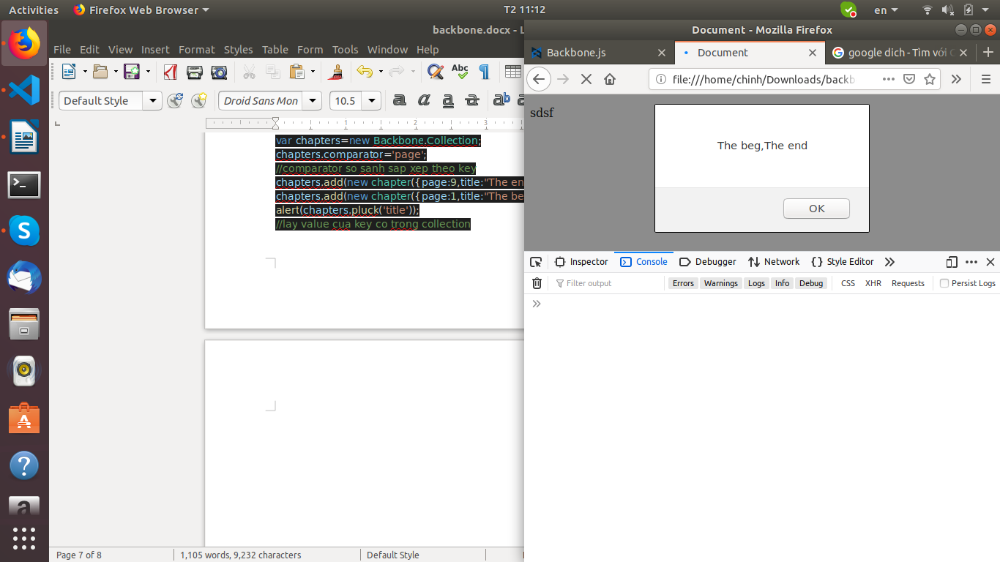 Activities Firefox Web Browser T2 11:12 en
backbone.docx - L
File Edit View Insert Format Styles Table Form Tools Window Help
Default Style Droid Sans Mon 10.5
1 2 3
var chapters=new Backbone.Collection;
chapters.comparator='page';
//comparator so sanh sap xep theo key
chapters.add(new chapter({page:9,title:"The en
chapters.add(new chapter({page:1,title:"The be
alert(chapters.pluck('title'));
//lay value cua key co trong collection
Page 7 of 8 1,105 words, 9,232 characters Default Style
Document - Mozilla Firefox
Backbone.js Document google dich - Tìm với
file:///home/chinh/Downloads/backb
sdsf
The beg,The end
OK
Inspector Console Debugger Network Style Editor
Filter output Errors Warnings Logs Info Debug CSS XHR Requests Persist Logs